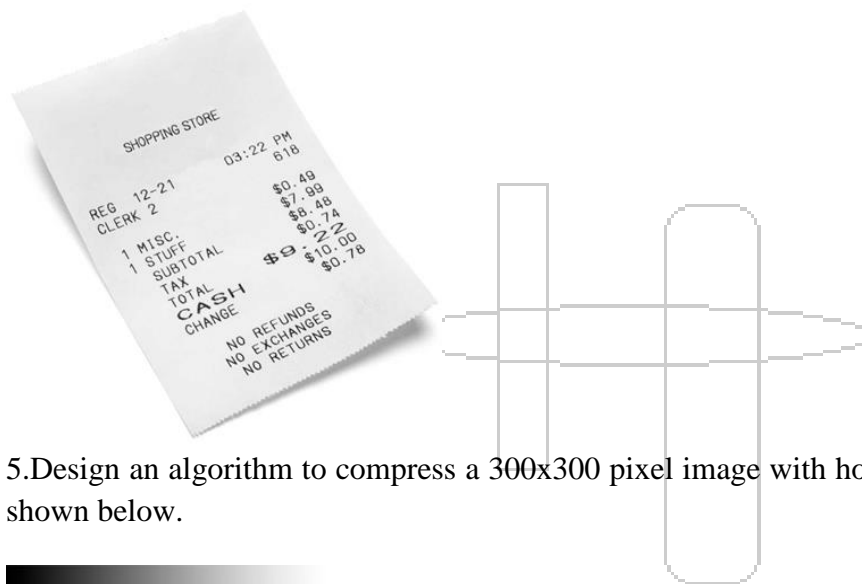 SHOPPING STORE
03:22 PM
REG 12-21 618
CLERK 2
1 MISC. $0.49
1 STUFF $7.99
SUBTOTAL $8.48
TAX $0.74
TOTAL $9.22
CASH $10.00
CHANGE $0.78
NO REFUNDS
NO EXCHANGES
NO RETURNS
5.Design an algorithm to compress a 300x300 pixel image with ho
shown below.